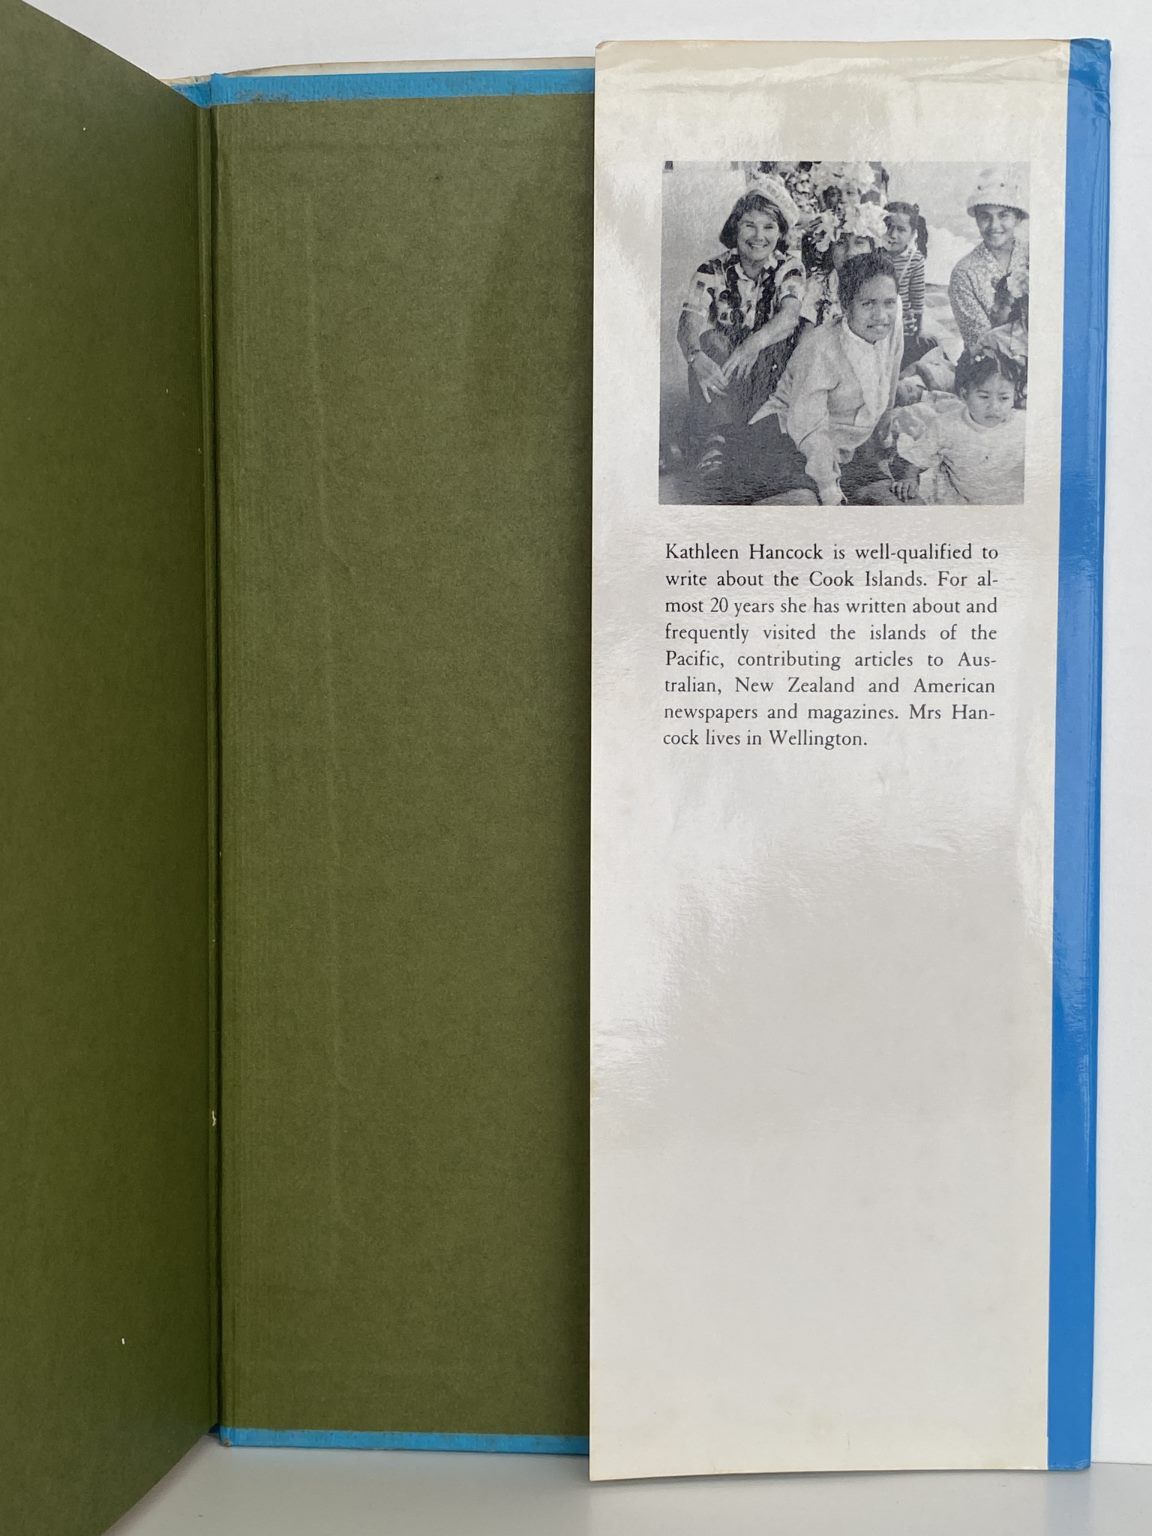 Kathleen Hancock is well-qualified to
write about the Cook Islands. For al-
most 20 years she has written about and
frequently visited the islands of the
Pacific, contributing articles to Aus-
tralian, New Zealand and American
newspapers and magazines. Mrs Han-
cock lives in Wellington.